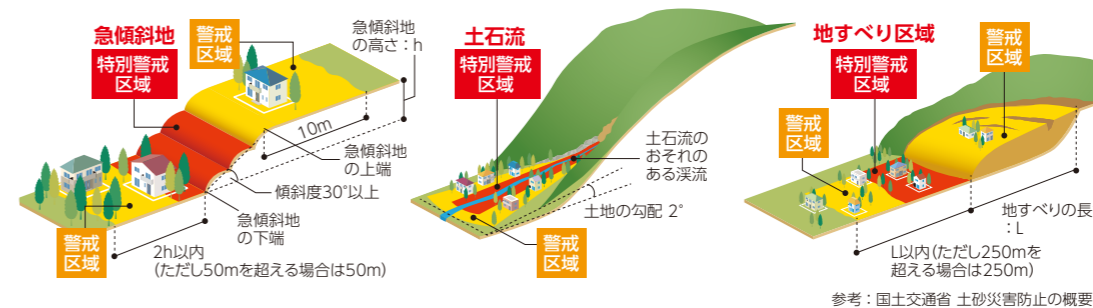 急傾斜地
特別警戒
区域
警戒
区域
急傾斜地
の高さ：h
10m
急傾斜地
の上端
傾斜度30°以上
急傾斜地
の下端
警戒
区域
2h以内
(ただし50mを超える場合は50m)
土石流
特別警戒
区域
土石流の
おそれの
ある渓流
土地の勾配 2°
警戒
区域
地すべり区域
特別警戒
区域
警戒
区域
警戒
区域
地すべりの長
：L
L以内(ただし250mを
超える場合は250m)
参考：国土交通省 土砂災害防止の概要